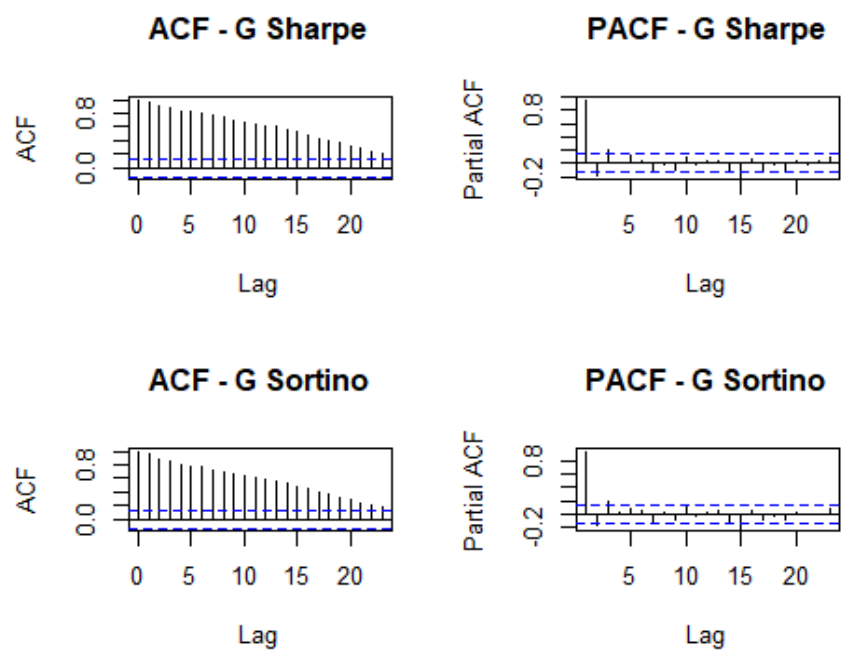 ACF - G Sharpe
ACF
0.0 0.8
0 5 10 15 20
Lag
PACF - G Sharpe
Partial ACF
-0.2 0.8
5 10 15 20
Lag
ACF - G Sortino
ACF
0.0 0.8
0 5 10 15 20
Lag
PACF - G Sortino
Partial ACF
-0.2 0.8
5 10 15 20
Lag